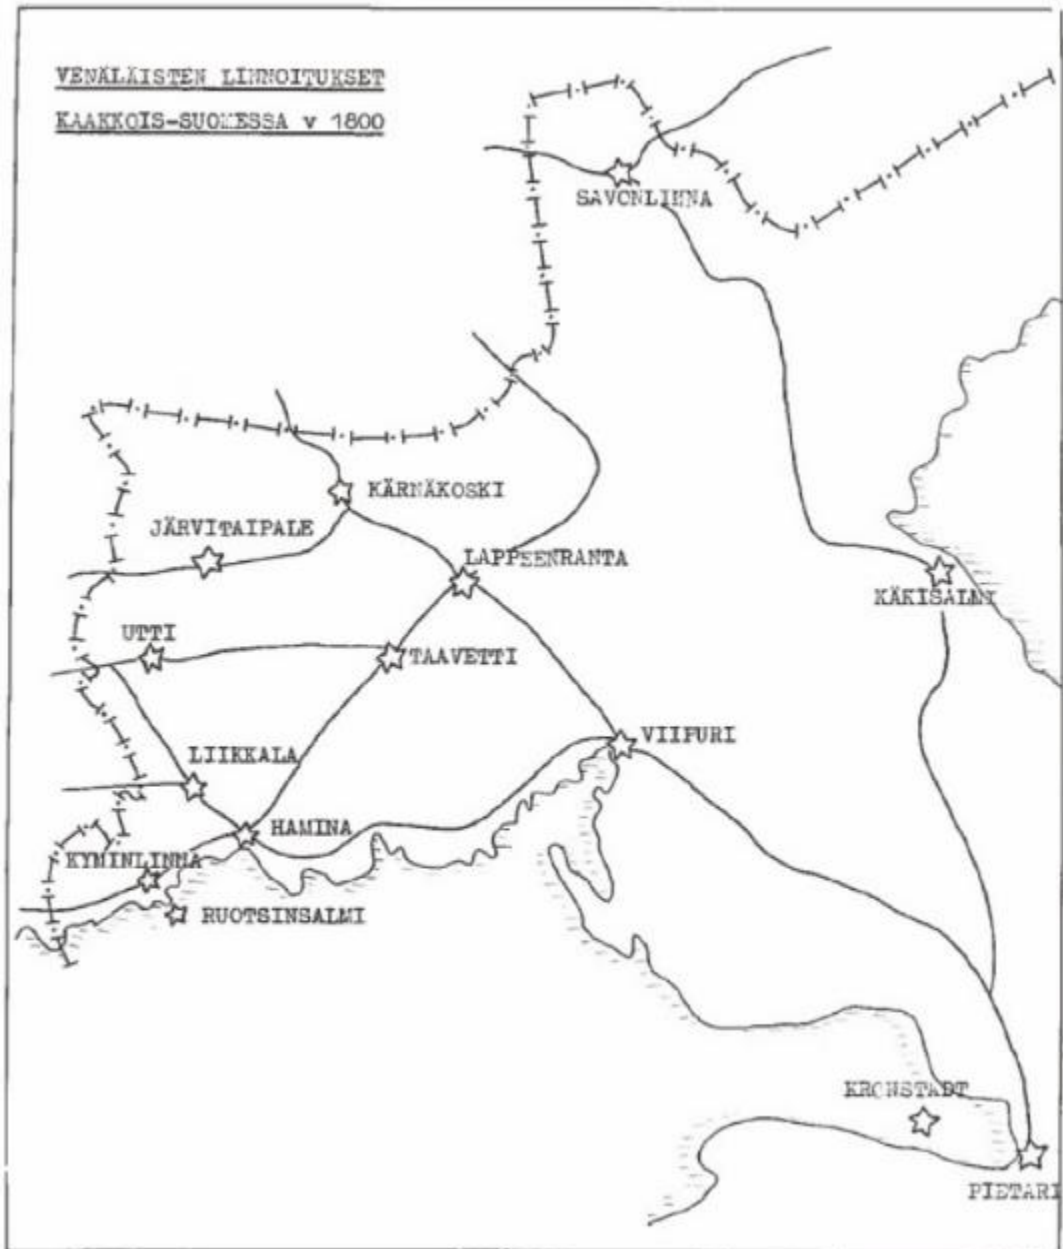 VENÄLÄISTEN LINNOITUKSET
KAAKKOIS-SUOMESSA v 1800
SAVONLINNA
KÄRNÄKOSKI
JÄRVITAIPALE
LAPPEENRANTA
KÄKISALMI
UTTI
TAAVETTI
VIIPURI
LIIKKALA
HAMINA
KYMINLINNA
RUOTSINSALMI
KRONSTADT
PIETARI